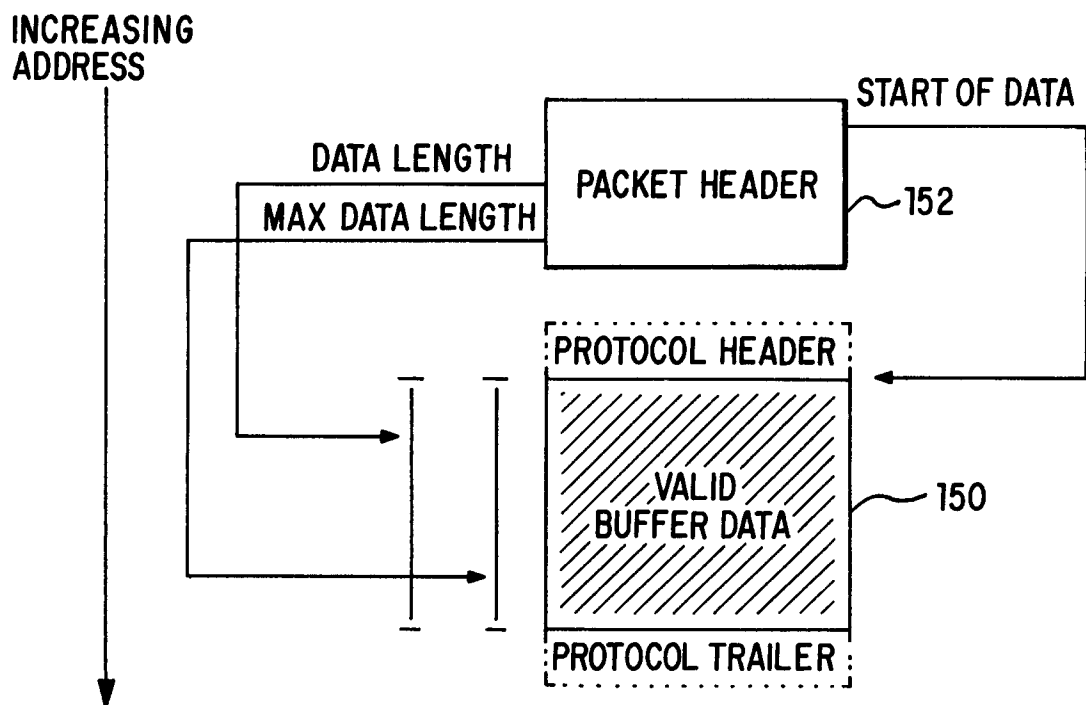 INCREASING
ADDRESS
START OF DATA
DATA LENGTH
PACKET HEADER
152
MAX DATA LENGTH
PROTOCOL HEADER
VALID
BUFFER DATA
150
PROTOCOL TRAILER